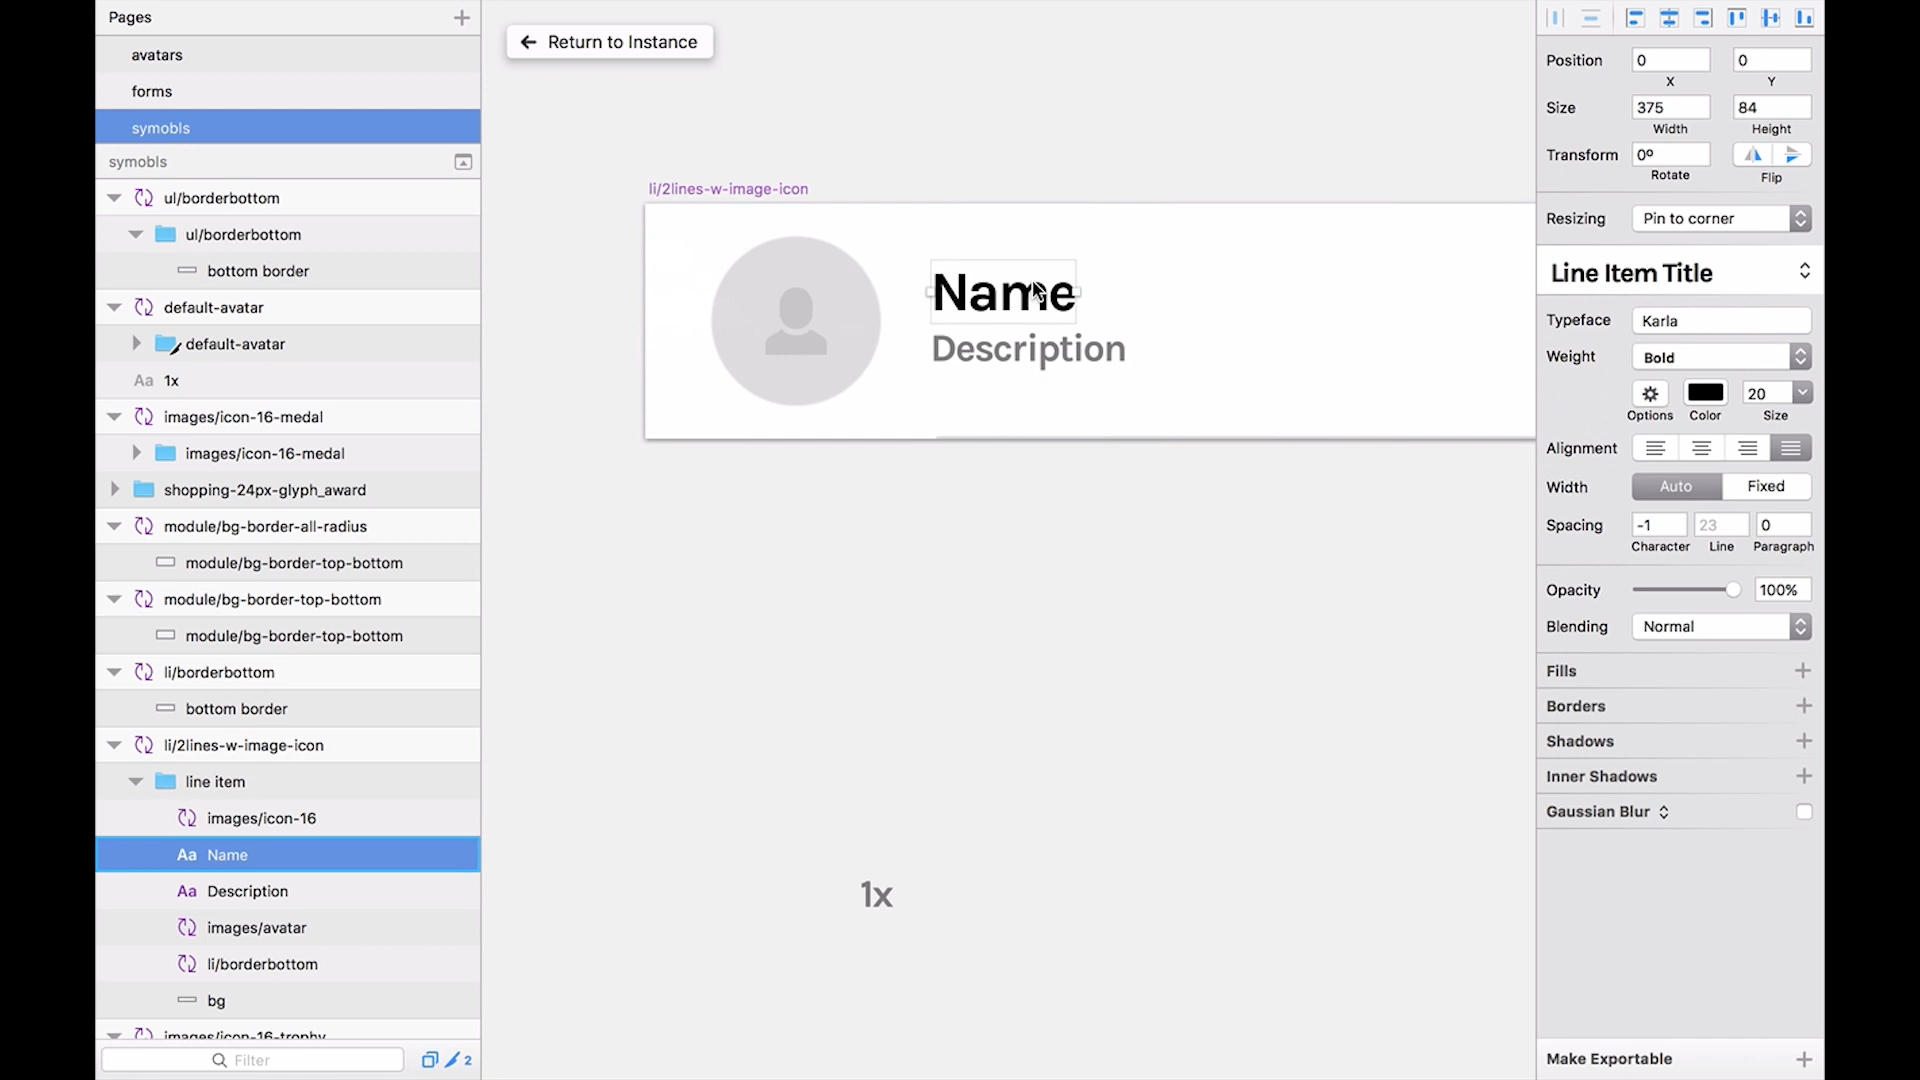 Pages
avatars
forms
symobls
symobls
ul/borderbottom
ul/borderbottom
bottom border
default-avatar
default-avatar
Aa 1x
images/icon-16-medal
images/icon-16-medal
shopping-24px-glyph_award
module/bg-border-all-radius
module/bg-border-top-bottom
module/bg-border-top-bottom
module/bg-border-top-bottom
li/borderbottom
bottom border
li/2lines-w-image-icon
line item
images/icon-16
Aa Name
Aa Description
images/avatar
li/borderbottom
bg
images/icon-16-trophy
Filter
2
Return to Instance
li/2lines-w-image-icon
Name
Description
1x
Position 0 0
X Y
Size 375 84
Width Height
Transform 0º
Rotate Flip
Resizing Pin to corner
Line Item Title
Typeface Karla
Weight Bold
20
Options Color Size
Alignment
Width Auto Fixed
Spacing -1 23 0
Character Line Paragraph
Opacity 100%
Blending Normal
Fills
Borders
Shadows
Inner Shadows
Gaussian Blur
Make Exportable